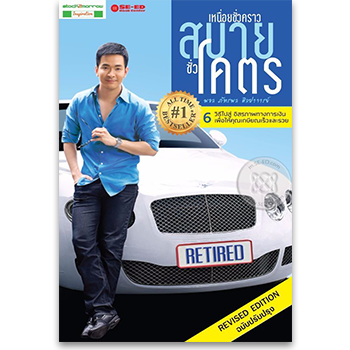 stock2morrow
Inspiration
SE-ED
เหนื่อยชั่วคราว
สบาย
ชั่วโคตร
ALL TIME
#1
BESTSELLER
6 วิธีไปสู่ อิสรภาพทางการเงิน
เพื่อให้คุณเกษียณเร็วและรวย
RETIRED
REVISED EDITION
ฉบับปรับปรุง